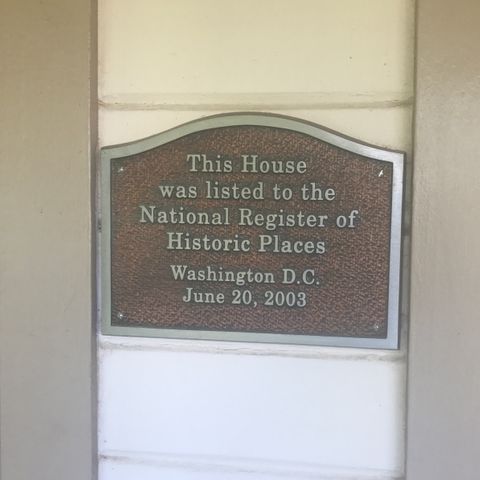 This House
was listed to the
National Register of
Historic Places
Washington D.C.
June 20, 2003